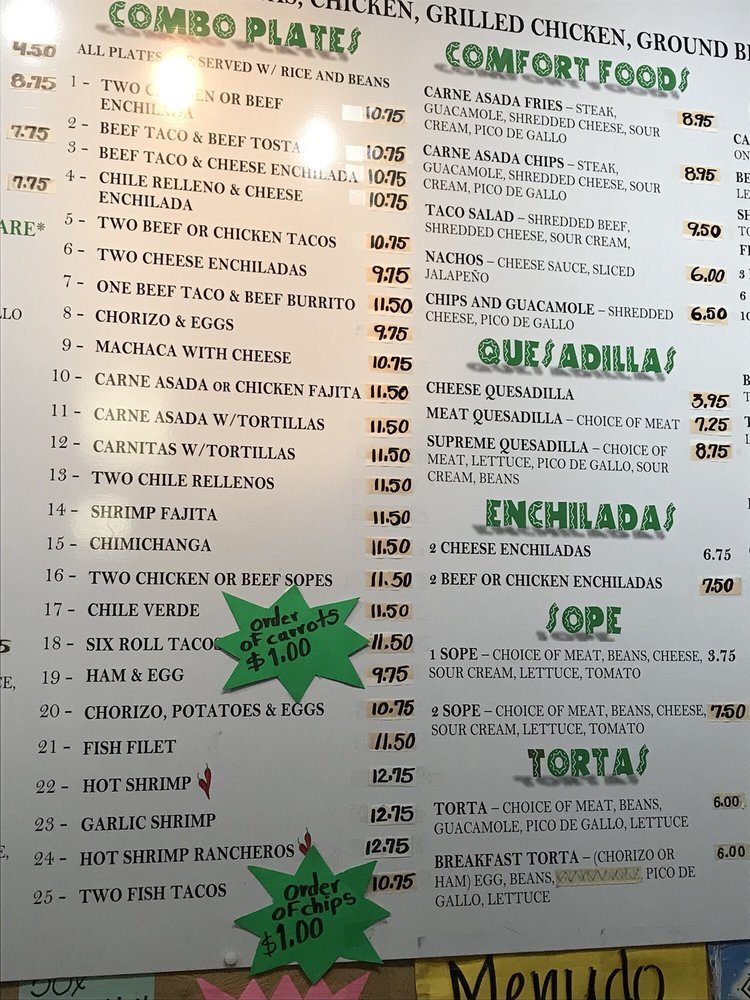 CHICKEN, GRILLED CHICKEN, GROUND
COMBO PLATES
ALL PLATES SERVED W/ RICE AND BEANS
1 - TWO OR BEEF
ENCHILADA 10.75
2 - BEEF TACO & BEEF 10.75
3 - BEEF TACO & CHEESE ENCHILADA 10.75
4 - CHILE RELLENO & CHEESE
ENCHILADA 10.75
5 - TWO BEEF OR CHICKEN TACOS 10.75
6 - TWO CHEESE ENCHILADAS 9.75
7 - ONE BEEF TACO & BEEF BURRITO 11.50
8 - CHORIZO & EGGS 9.75
9 - MACHACA WITH CHEESE 10.75
10 - CARNE ASADA OR CHICKEN FAJITA 11.50
11 - CARNE ASADA W/TORTILLAS 11.50
12 - CARNITAS W/TORTILLAS 11.50
13 - TWO CHILE RELLENOS 11.50
14 - SHRIMP FAJITA 11.50
15 - CHIMICHANGA 11.50
16 - TWO CHICKEN OR BEEF SOPES 11.50
17 - CHILE VERDE 11.50
18 - SIX ROLL TACOS 11.50
19 - HAM & EGG 9.75
20 - CHORIZO, POTATOES & EGGS 10.75
21 - FISH FILET 11.50
22 - HOT SHRIMP 12.75
23 - GARLIC SHRIMP 12.75
24 - HOT SHRIMP RANCHEROS 12.75
25 - TWO FISH TACOS 10.75
order
of carrots
$1.00
order
of chips
$1.00
4.50
8.75
7.75
7.75
ARE*
COMFORT FOODS
CARNE ASADA FRIES – STEAK,
GUACAMOLE, SHREDDED CHEESE, SOUR
CREAM, PICO DE GALLO 8.95
CARNE ASADA CHIPS – STEAK,
GUACAMOLE, SHREDDED CHEESE, SOUR
CREAM, PICO DE GALLO 8.95
TACO SALAD – SHREDDED BEEF,
SHREDDED CHEESE, SOUR CREAM, 9.50
NACHOS – CHEESE SAUCE, SLICED
JALAPEÑO 6.00
CHIPS AND GUACAMOLE – SHREDDED
CHEESE, PICO DE GALLO 6.50
QUESADILLAS
CHEESE QUESADILLA 3.95
MEAT QUESADILLA – CHOICE OF MEAT 7.25
SUPREME QUESADILLA – CHOICE OF
MEAT, LETTUCE, PICO DE GALLO, SOUR
CREAM, BEANS 8.75
ENCHILADAS
2 CHEESE ENCHILADAS 6.75
2 BEEF OR CHICKEN ENCHILADAS 7.50
SOPE
1 SOPE – CHOICE OF MEAT, BEANS, CHEESE, 3.75
SOUR CREAM, LETTUCE, TOMATO
2 SOPE – CHOICE OF MEAT, BEANS, CHEESE, 7.50
SOUR CREAM, LETTUCE, TOMATO
TORTAS
TORTA – CHOICE OF MEAT, BEANS, 6.00
GUACAMOLE, PICO DE GALLO, LETTUCE
BREAKFAST TORTA – (CHORIZO OR 6.00
HAM) EGG, BEANS, PICO DE
GALLO, LETTUCE
Menudo